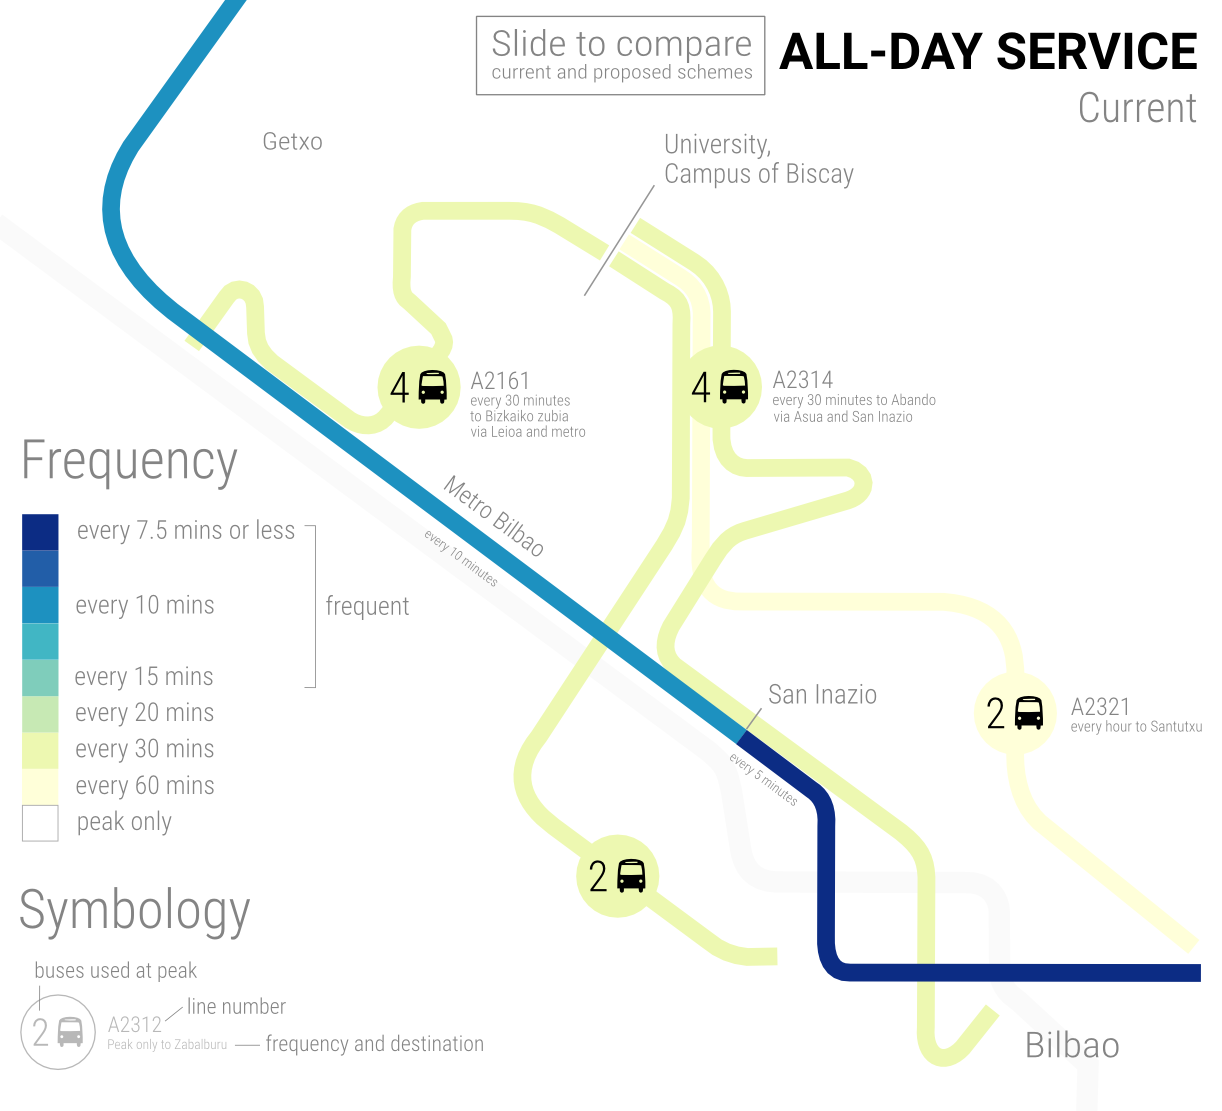 Slide to compare
current and proposed schemes
ALL-DAY SERVICE
Current
Getxo
University,
Campus of Biscay
4
A2161
every 30 minutes
to Bizkaiko zubia
via Leioa and metro
4
A2314
every 30 minutes to Abando
via Asua and San Inazio
Frequency
every 7.5 mins or less
every 10 mins
every 15 mins
every 20 mins
every 30 mins
every 60 mins
peak only
frequent
Metro Bilbao
every 10 minutes
San Inazio
every 5 minutes
2
A2321
every hour to Santutxu
2
Symbology
buses used at peak
line number
2
A2312
Peak only to Zabalburu
frequency and destination
Bilbao